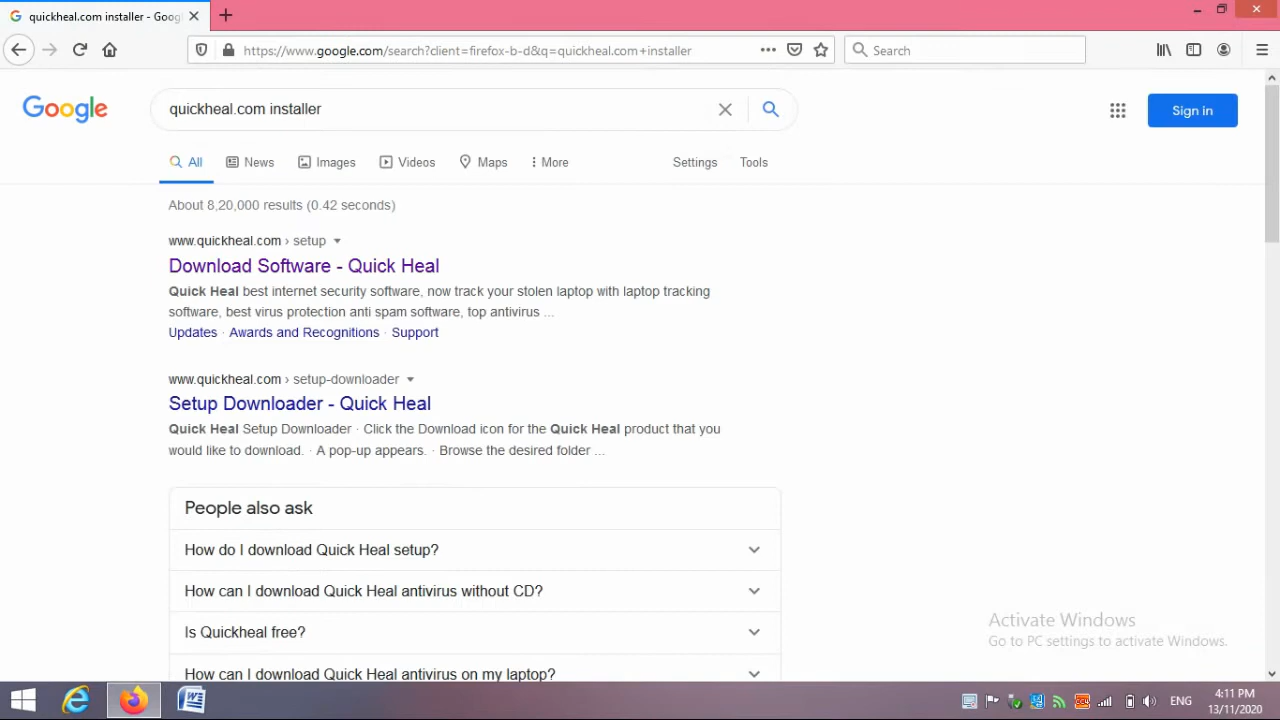 quickheal.com installer - Goog
https://www.google.com/search?client=firefox-b-d&q=quickheal.com+installer
Search
Google
quickheal.com installer
Sign in
All
News
Images
Videos
Maps
More
Settings
Tools
About 8,20,000 results (0.42 seconds)
www.quickheal.com › setup
Download Software - Quick Heal
Quick Heal best internet security software, now track your stolen laptop with laptop tracking
software, best virus protection anti spam software, top antivirus ...
Updates · Awards and Recognitions · Support
www.quickheal.com › setup-downloader
Setup Downloader - Quick Heal
Quick Heal Setup Downloader · Click the Download icon for the Quick Heal product that you
would like to download. · A pop-up appears. · Browse the desired folder ...
People also ask
How do I download Quick Heal setup?
How can I download Quick Heal antivirus without CD?
Is Quickheal free?
How can I download Quick Heal antivirus on my laptop?
Activate Windows
Go to PC settings to activate Windows.
ENG
4:11 PM
13/11/2020